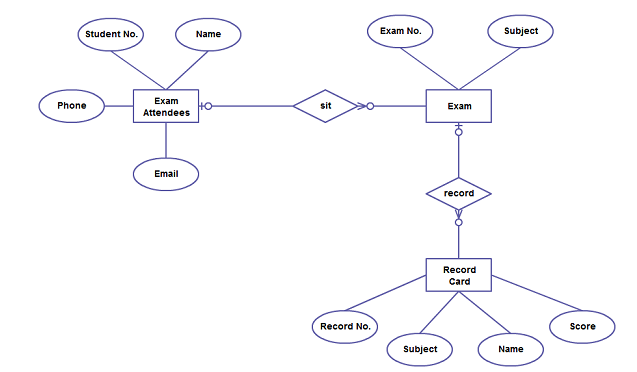 Student No.
Name
Exam No.
Subject
Phone
Exam
Attendees
sit
Exam
Email
record
Record
Card
Record No.
Subject
Name
Score